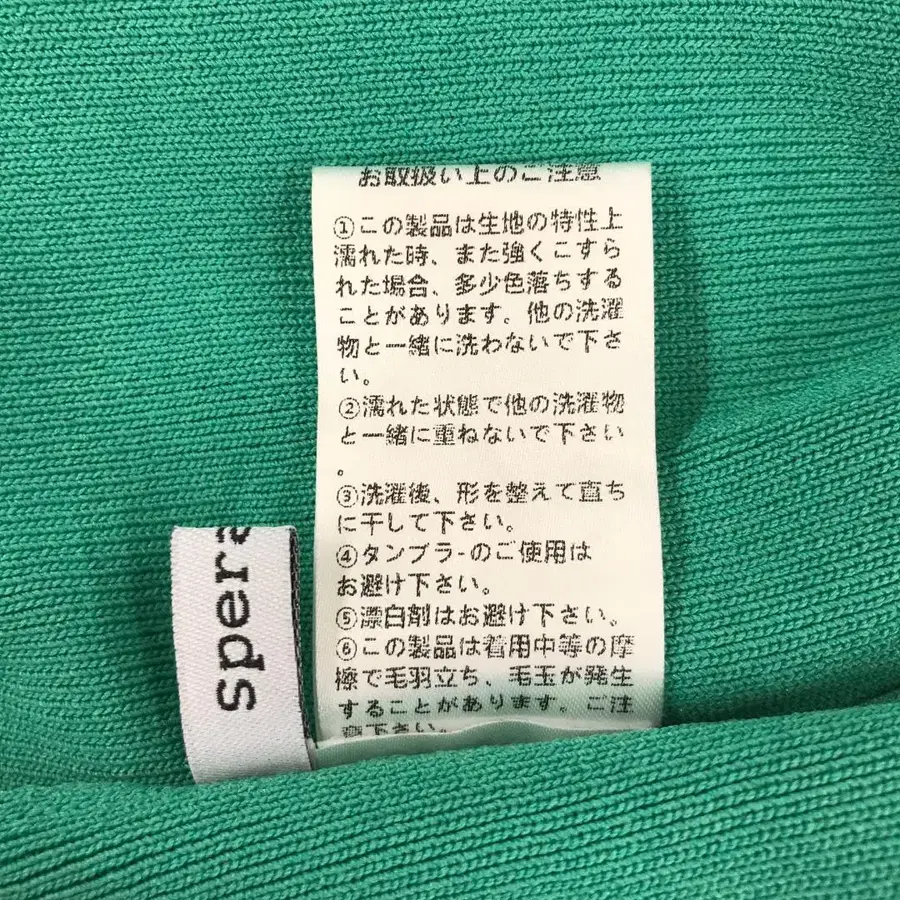 お取扱い上のご注意
①この製品は生地の特性上
濡れた時、また強くこすら
れた場合、多少色落ちする
ことがあります。他の洗濯
物と一緒に洗わないで下さ
い。
②濡れた状態で他の洗濯物
と一緒に重ねないで下さい
。
③洗濯後、形を整えて直ち
に干して下さい。
④タンブラ-のご使用は
お避け下さい。
⑤漂白剤はお避け下さい。
⑥この製品は着用中等の摩
擦で毛羽立ち、毛玉が発生
することがあります。ご注
意下さい。
spera